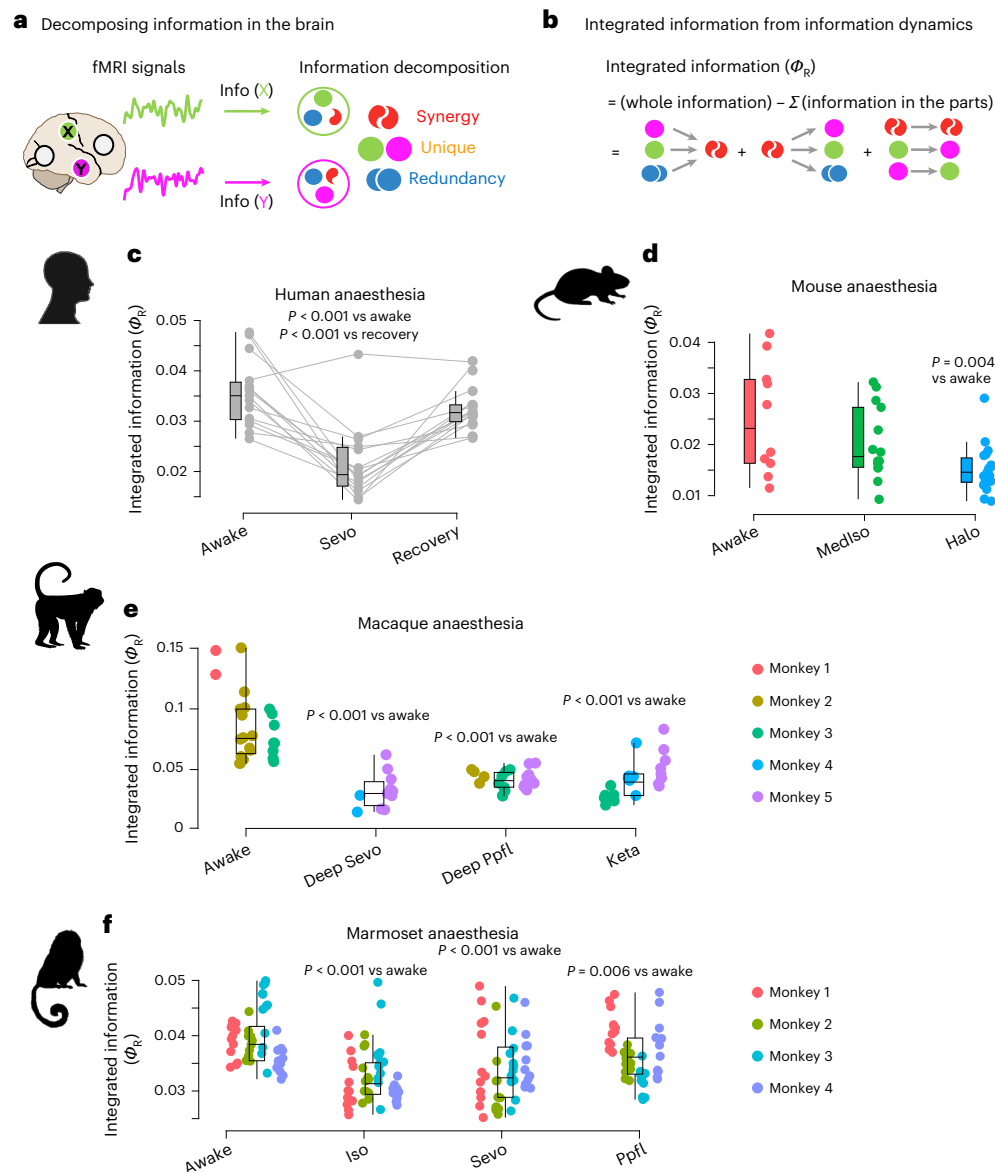 a Decomposing information in the brain
fMRI signals
Info (X)
Information decomposition
X
Y
Synergy
Unique
Redundancy
Info (Y)
b Integrated information from information dynamics
Integrated information (ΦR)
= (whole information) – Σ (information in the parts)
= + +
c
Human anaesthesia
P < 0.001 vs awake
P < 0.001 vs recovery
Integrated information (ΦR)
0.05
0.04
0.03
0.02
Awake
Sevo
Recovery
d
Mouse anaesthesia
P = 0.004
vs awake
Integrated information (ΦR)
0.04
0.03
0.02
0.01
Awake
MedIso
Halo
e
Macaque anaesthesia
Integrated information (ΦR)
0.15
0.1
0.05
0
P < 0.001 vs awake
P < 0.001 vs awake
P < 0.001 vs awake
Awake
Deep Sevo
Deep Ppfl
Keta
Monkey 1
Monkey 2
Monkey 3
Monkey 4
Monkey 5
f
Marmoset anaesthesia
P < 0.001 vs awake
P < 0.001 vs awake
P = 0.006 vs awake
Integrated information
(ΦR)
0.05
0.04
0.03
Awake
Iso
Sevo
Ppfl
Monkey 1
Monkey 2
Monkey 3
Monkey 4